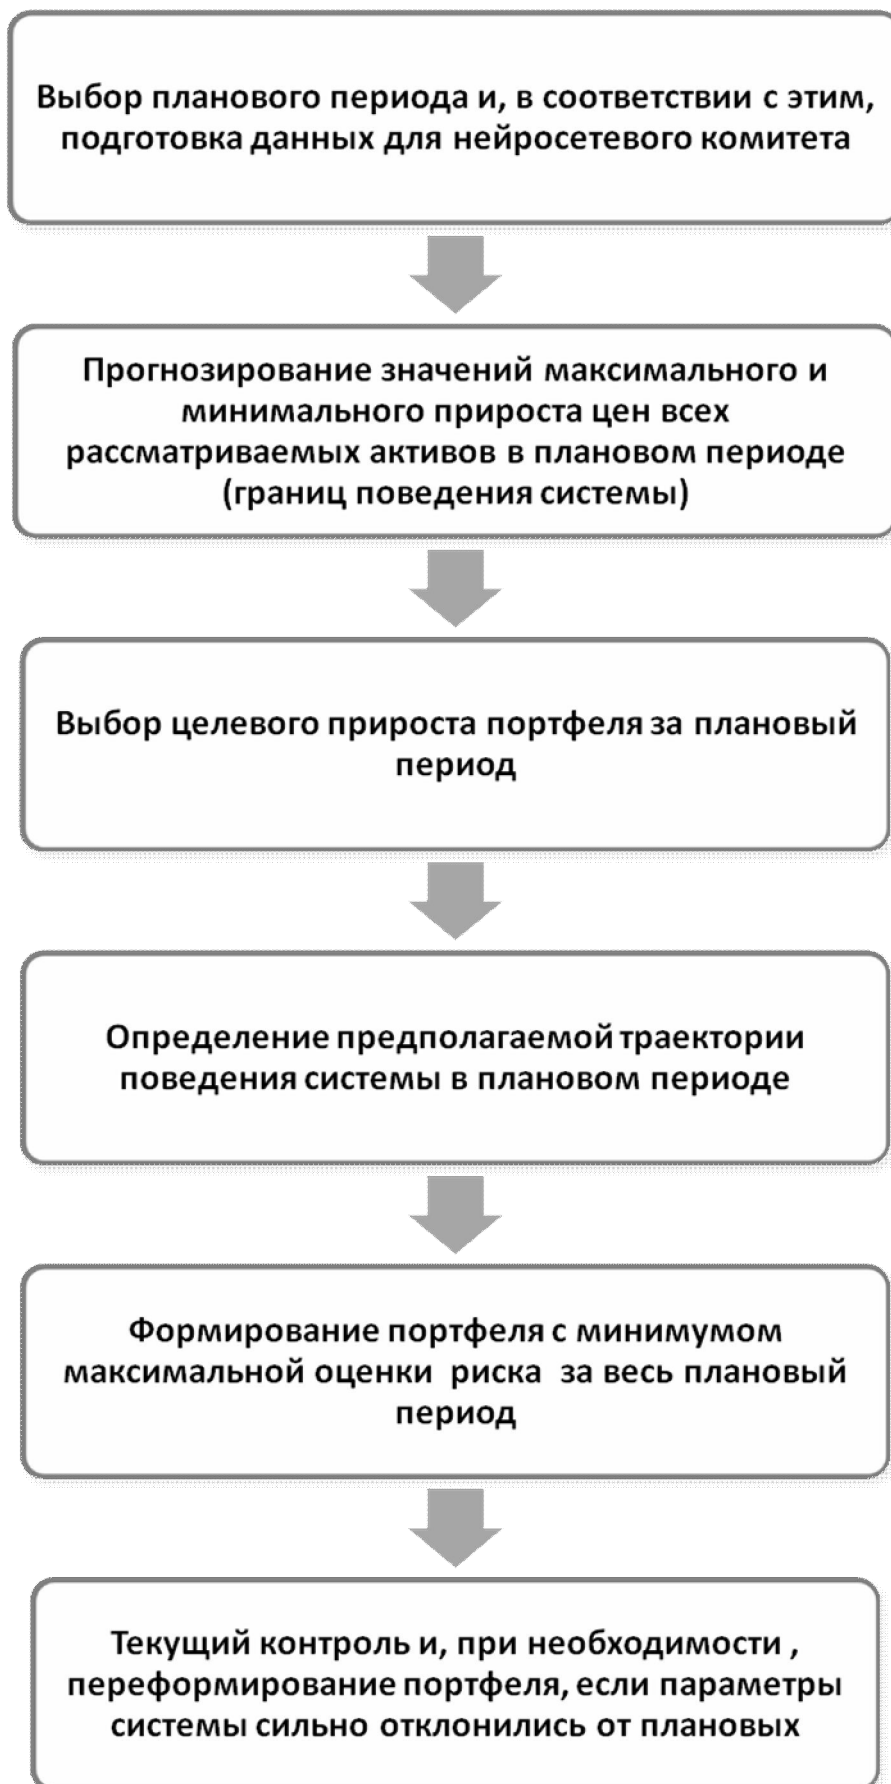 Выбор планового периода и, в соответствии с этим,
подготовка данных для нейросетевого комитета
Прогнозирование значений максимального и
минимального прироста цен всех
рассматриваемых активов в плановом периоде
(границ поведения системы)
Выбор целевого прироста портфеля за плановый
период
Определение предполагаемой траектории
поведения системы в плановом периоде
Формирование портфеля с минимумом
максимальной оценки риска за весь плановый
период
Текущий контроль и, при необходимости ,
переформирование портфеля, если параметры
системы сильно отклонились от плановых